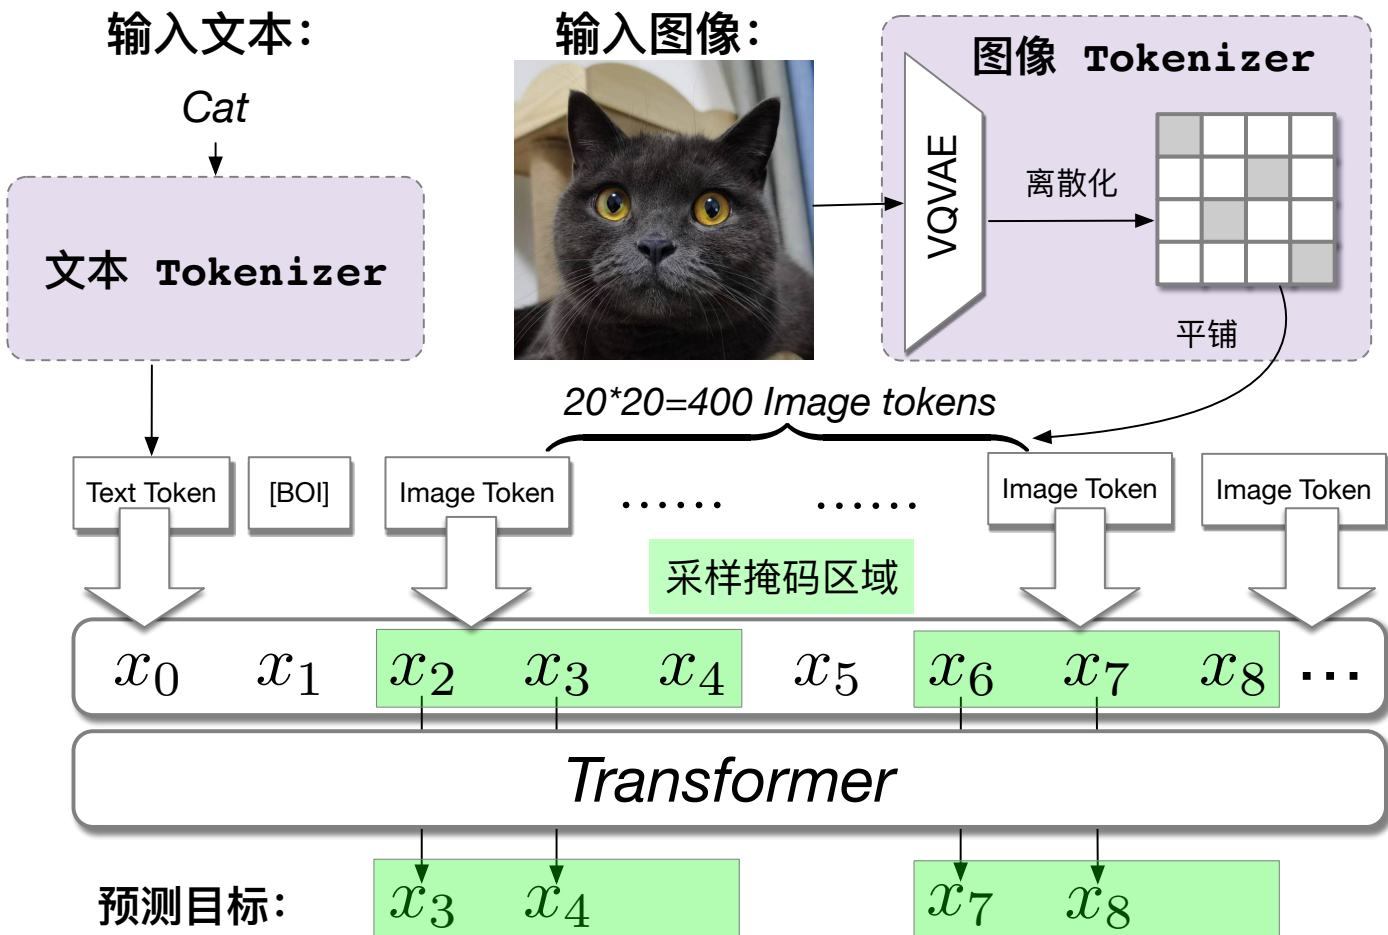 输入文本：
输入图像：
图像 Tokenizer
Cat
文本 Tokenizer
VQVAE
离散化
平铺
20*20=400 Image tokens
Text Token
[BOI]
Image Token
......
......
Image Token
Image Token
采样掩码区域
x0 x1 x2 x3 x4 x5 x6 x7 x8 ...
Transformer
预测目标： x3 x4 x7 x8